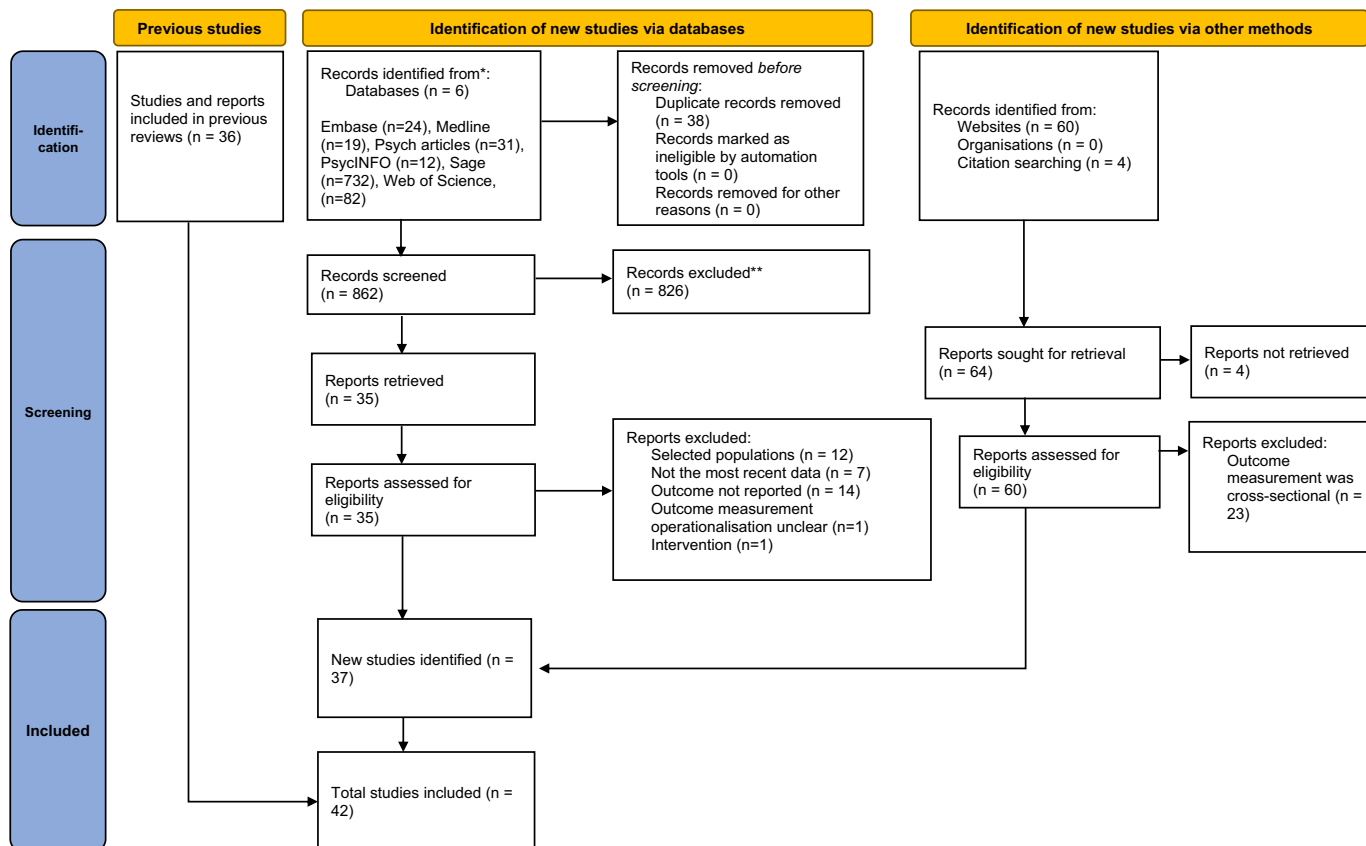 Previous studies
Identification of new studies via databases
Identification of new studies via other methods
Identifi-
cation
Studies and reports
included in previous
reviews (n = 36)
Records identified from*:
Databases (n = 6)
Embase (n=24), Medline
(n=19), Psych articles (n=31),
PsycINFO (n=12), Sage
(n=732), Web of Science,
(n=82)
Records removed before
screening:
Duplicate records removed
(n = 38)
Records marked as
ineligible by automation
tools (n = 0)
Records removed for other
reasons (n = 0)
Records identified from:
Websites (n = 60)
Organisations (n = 0)
Citation searching (n = 4)
Screening
Records screened
(n = 862)
Records excluded**
(n = 826)
Reports retrieved
(n = 35)
Reports sought for retrieval
(n = 64)
Reports not retrieved
(n = 4)
Reports assessed for
eligibility
(n = 35)
Reports excluded:
Selected populations (n = 12)
Not the most recent data (n = 7)
Outcome not reported (n = 14)
Outcome measurement
operationalisation unclear (n=1)
Intervention (n=1)
Reports assessed for
eligibility
(n = 60)
Reports excluded:
Outcome
measurement was
cross-sectional (n =
23)
Included
New studies identified (n =
37)
Total studies included (n =
42)